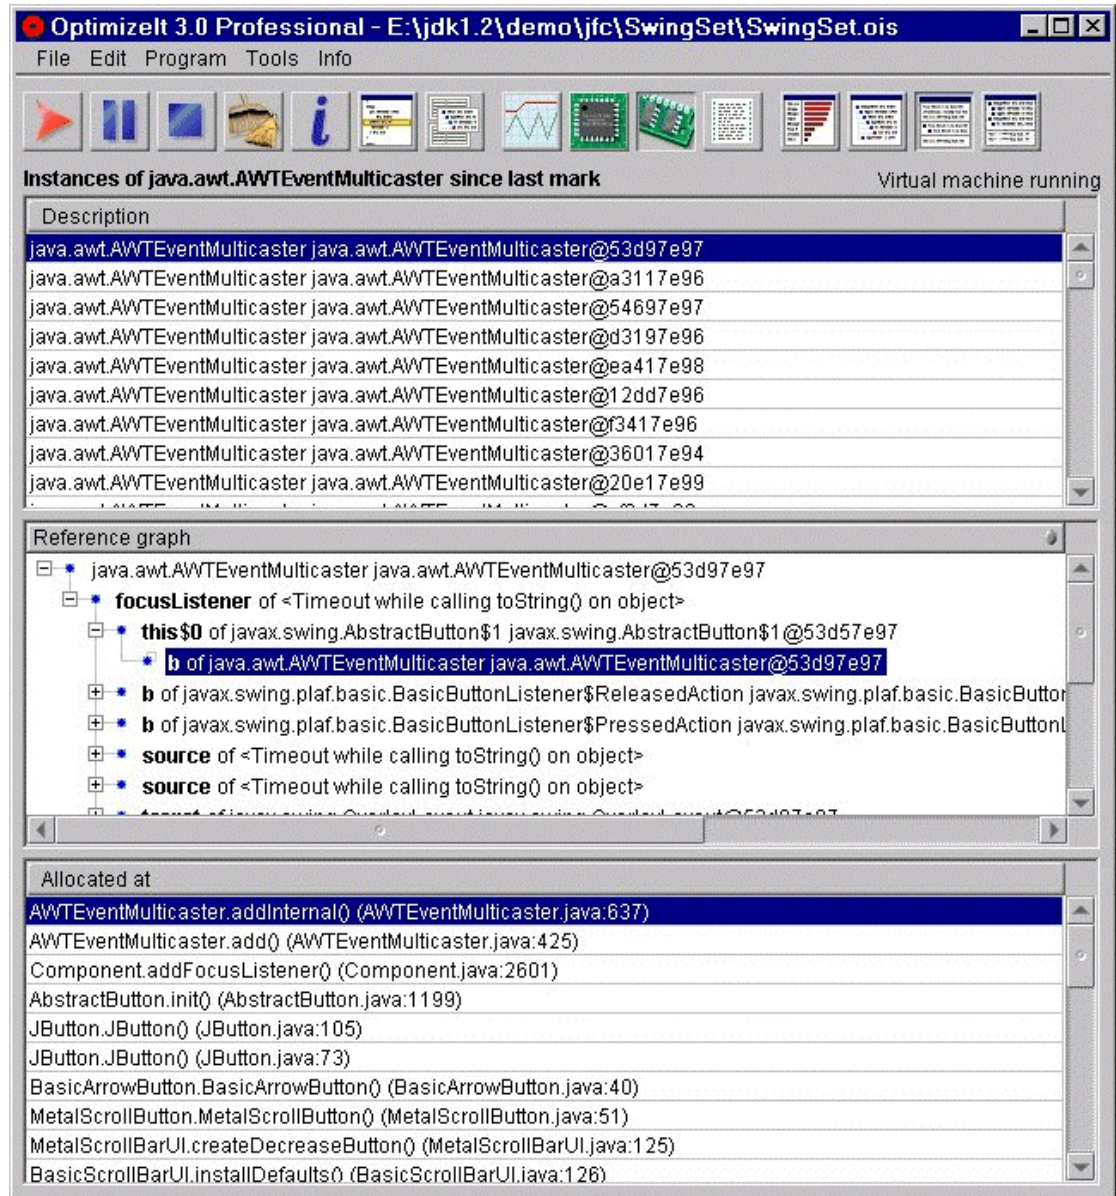 OptimizeIt 3.0 Professional - E:\jdk1.2\demo\jfc\SwingSet\SwingSet.ois
File Edit Program Tools Info
Instances of java.awt.AWTEventMulticaster since last mark
Virtual machine running
Description
java.awt.AWTEventMulticaster java.awt.AWTEventMulticaster@53d97e97
java.awt.AWTEventMulticaster java.awt.AWTEventMulticaster@a3117e96
java.awt.AWTEventMulticaster java.awt.AWTEventMulticaster@54697e97
java.awt.AWTEventMulticaster java.awt.AWTEventMulticaster@d3197e96
java.awt.AWTEventMulticaster java.awt.AWTEventMulticaster@ea417e98
java.awt.AWTEventMulticaster java.awt.AWTEventMulticaster@12dd7e96
java.awt.AWTEventMulticaster java.awt.AWTEventMulticaster@f3417e96
java.awt.AWTEventMulticaster java.awt.AWTEventMulticaster@36017e94
java.awt.AWTEventMulticaster java.awt.AWTEventMulticaster@20e17e99
Reference graph
java.awt.AWTEventMulticaster java.awt.AWTEventMulticaster@53d97e97
focusListener of <Timeout while calling toString() on object>
this$0 of javax.swing.AbstractButton$1 javax.swing.AbstractButton$1@53d57e97
b of java.awt.AWTEventMulticaster java.awt.AWTEventMulticaster@53d97e97
b of javax.swing.plaf.basic.BasicButtonListener$ReleasedAction javax.swing.plaf.basic.BasicButton
b of javax.swing.plaf.basic.BasicButtonListener$PressedAction javax.swing.plaf.basic.BasicButtonL
source of <Timeout while calling toString() on object>
source of <Timeout while calling toString() on object>
Allocated at
AWTEventMulticaster.addInternal() (AWTEventMulticaster.java:637)
AWTEventMulticaster.add() (AWTEventMulticaster.java:425)
Component.addFocusListener() (Component.java:2601)
AbstractButton.init() (AbstractButton.java:1199)
JButton.JButton() (JButton.java:105)
JButton.JButton() (JButton.java:73)
BasicArrowButton.BasicArrowButton() (BasicArrowButton.java:40)
MetalScrollButton.MetalScrollButton() (MetalScrollButton.java:51)
MetalScrollBarUI.createDecreaseButton() (MetalScrollBarUI.java:125)
BasicScrollBarUI.installDefaults() (BasicScrollBarUI.java:126)